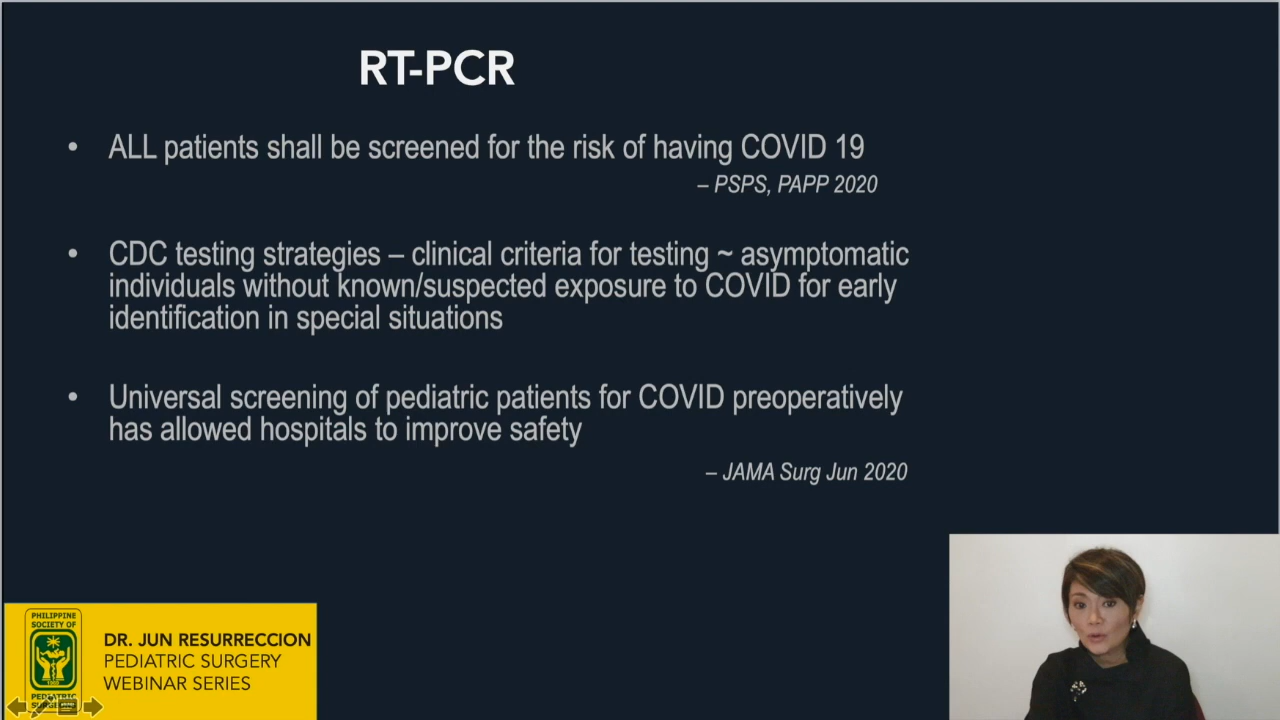 RT-PCR
• ALL patients shall be screened for the risk of having COVID 19
– PSPS, PAPP 2020
• CDC testing strategies – clinical criteria for testing ~ asymptomatic
individuals without known/suspected exposure to COVID for early
identification in special situations
• Universal screening of pediatric patients for COVID preoperatively
has allowed hospitals to improve safety
– JAMA Surg Jun 2020
PHILIPPINE
SOCIETY OF
PEDIATRIC
DR. JUN RESURRECCION
PEDIATRIC SURGERY
WEBINAR SERIES